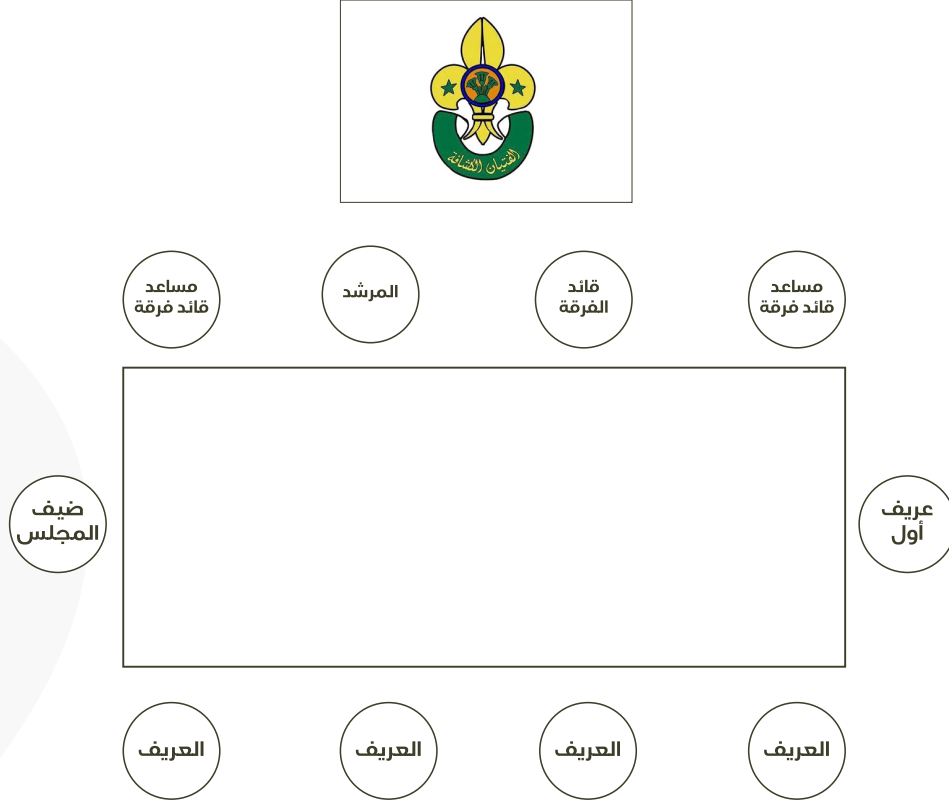 الفتيان الكشافة
مساعد
قائد فرقة
قائد
الفرقة
المرشد
مساعد
قائد فرقة
عريف
أول
ضيف
المجلس
العريف
العريف
العريف
العريف